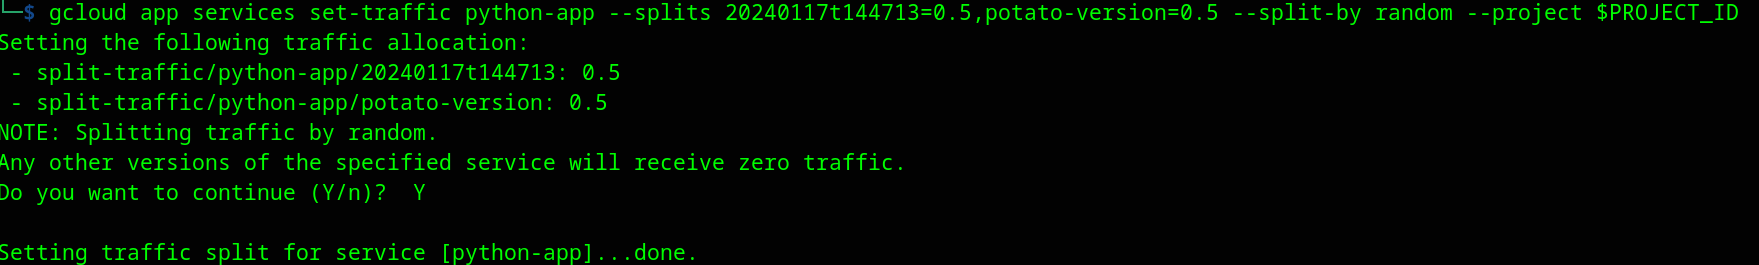 └─$ gcloud app services set-traffic python-app --splits 20240117t144713=0.5,potato-version=0.5 --split-by random --project $PROJECT_ID
Setting the following traffic allocation:
 - split-traffic/python-app/20240117t144713: 0.5
 - split-traffic/python-app/potato-version: 0.5
NOTE: Splitting traffic by random.
Any other versions of the specified service will receive zero traffic.
Do you want to continue (Y/n)?  Y
Setting traffic split for service [python-app]...done.